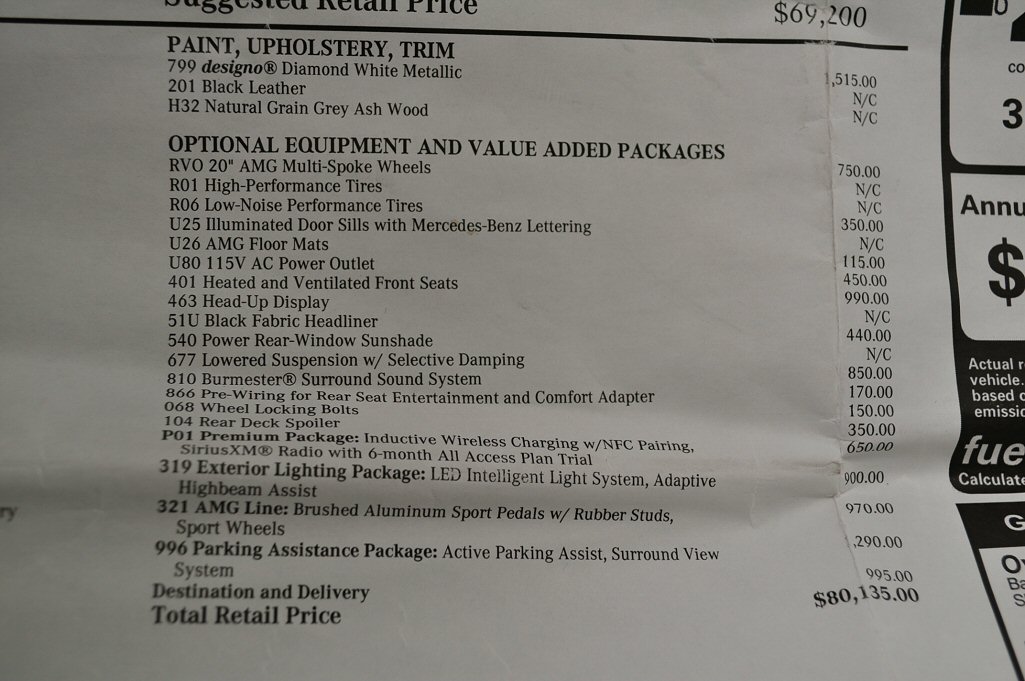 Suggested Retail Price $69,200
PAINT, UPHOLSTERY, TRIM
799 designo® Diamond White Metallic 1,515.00
201 Black Leather N/C
H32 Natural Grain Grey Ash Wood N/C
OPTIONAL EQUIPMENT AND VALUE ADDED PACKAGES
RVO 20" AMG Multi-Spoke Wheels 750.00
R01 High-Performance Tires N/C
R06 Low-Noise Performance Tires N/C
U25 Illuminated Door Sills with Mercedes-Benz Lettering 350.00
U26 AMG Floor Mats N/C
U80 115V AC Power Outlet 115.00
401 Heated and Ventilated Front Seats 450.00
463 Head-Up Display 990.00
51U Black Fabric Headliner N/C
540 Power Rear-Window Sunshade 440.00
677 Lowered Suspension w/ Selective Damping N/C
810 Burmester® Surround Sound System 850.00
866 Pre-Wiring for Rear Seat Entertainment and Comfort Adapter 170.00
068 Wheel Locking Bolts 150.00
104 Rear Deck Spoiler 350.00
P01 Premium Package: Inductive Wireless Charging w/NFC Pairing, 650.00
SiriusXM® Radio with 6-month All Access Plan Trial
319 Exterior Lighting Package: LED Intelligent Light System, Adaptive 900.00
Highbeam Assist
321 AMG Line: Brushed Aluminum Sport Pedals w/ Rubber Studs, 970.00
Sport Wheels
996 Parking Assistance Package: Active Parking Assist, Surround View ,290.00
System
Destination and Delivery 995.00
Total Retail Price $80,135.00
ry
co
3
Annu
$
Actual r
vehicle.
based o
emissio
fue
Calculate
G
Ov
Ba
S